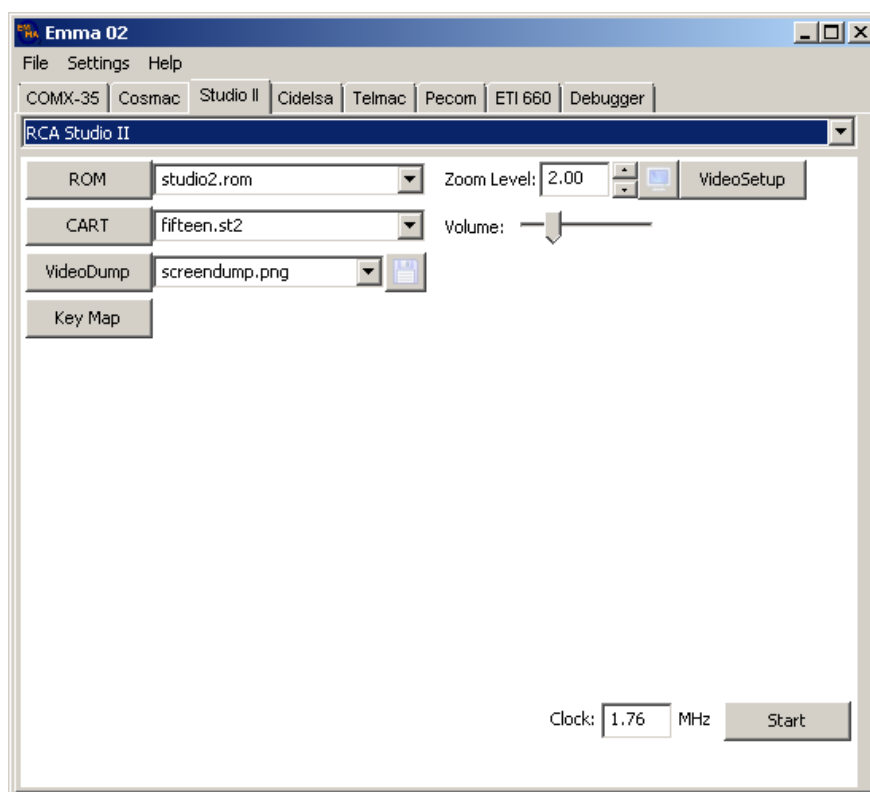 Emma 02
File Settings Help
COMX-35 Cosmac Studio II Cidelsa Telmac Pecom ETI 660 Debugger
RCA Studio II
ROM studio2.rom Zoom Level: 2.00 VideoSetup
CART fifteen.st2 Volume:
VideoDump screendump.png
Key Map
Clock: 1.76 MHz Start